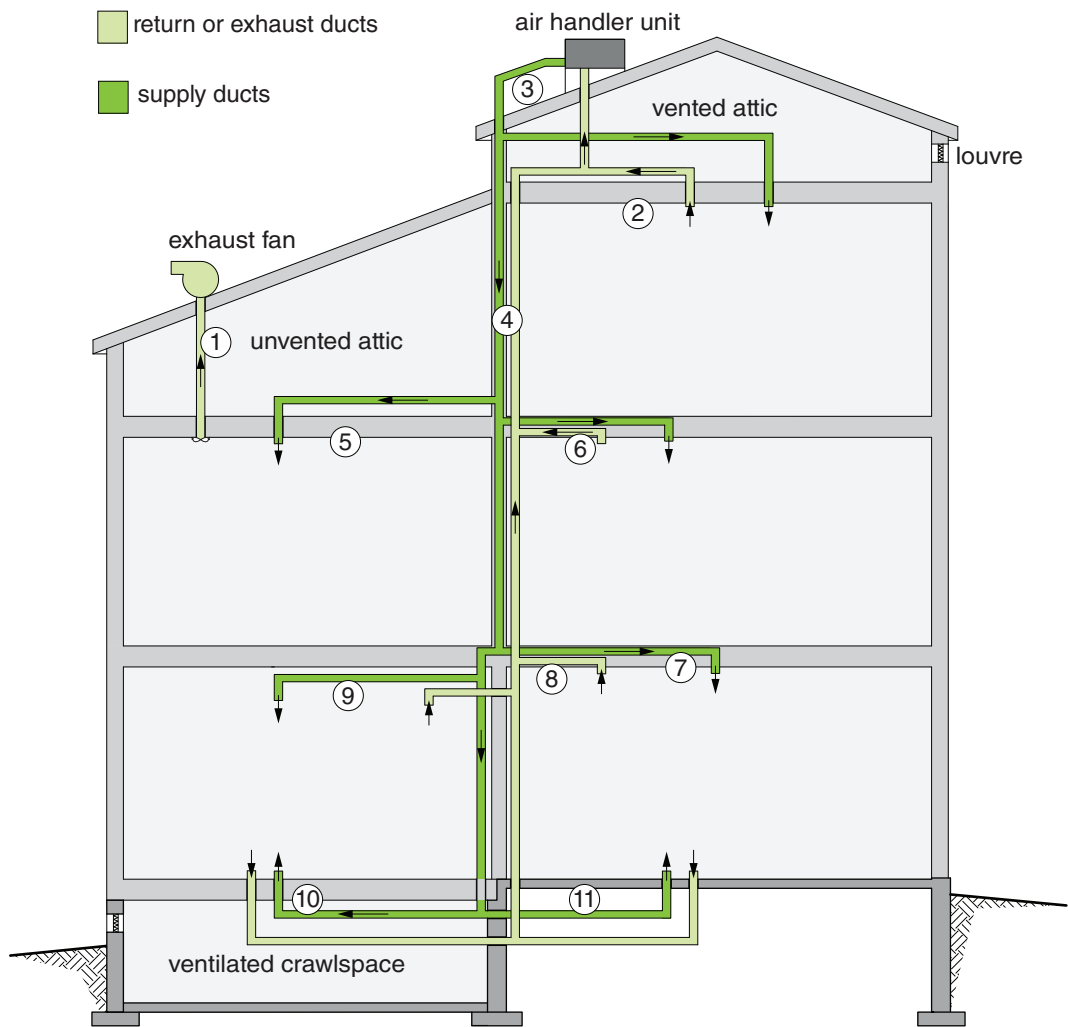 return or exhaust ducts
air handler unit
supply ducts
3
vented attic
louvre
2
exhaust fan
4
1
unvented attic
5
6
7
8
9
10
11
ventilated crawlspace